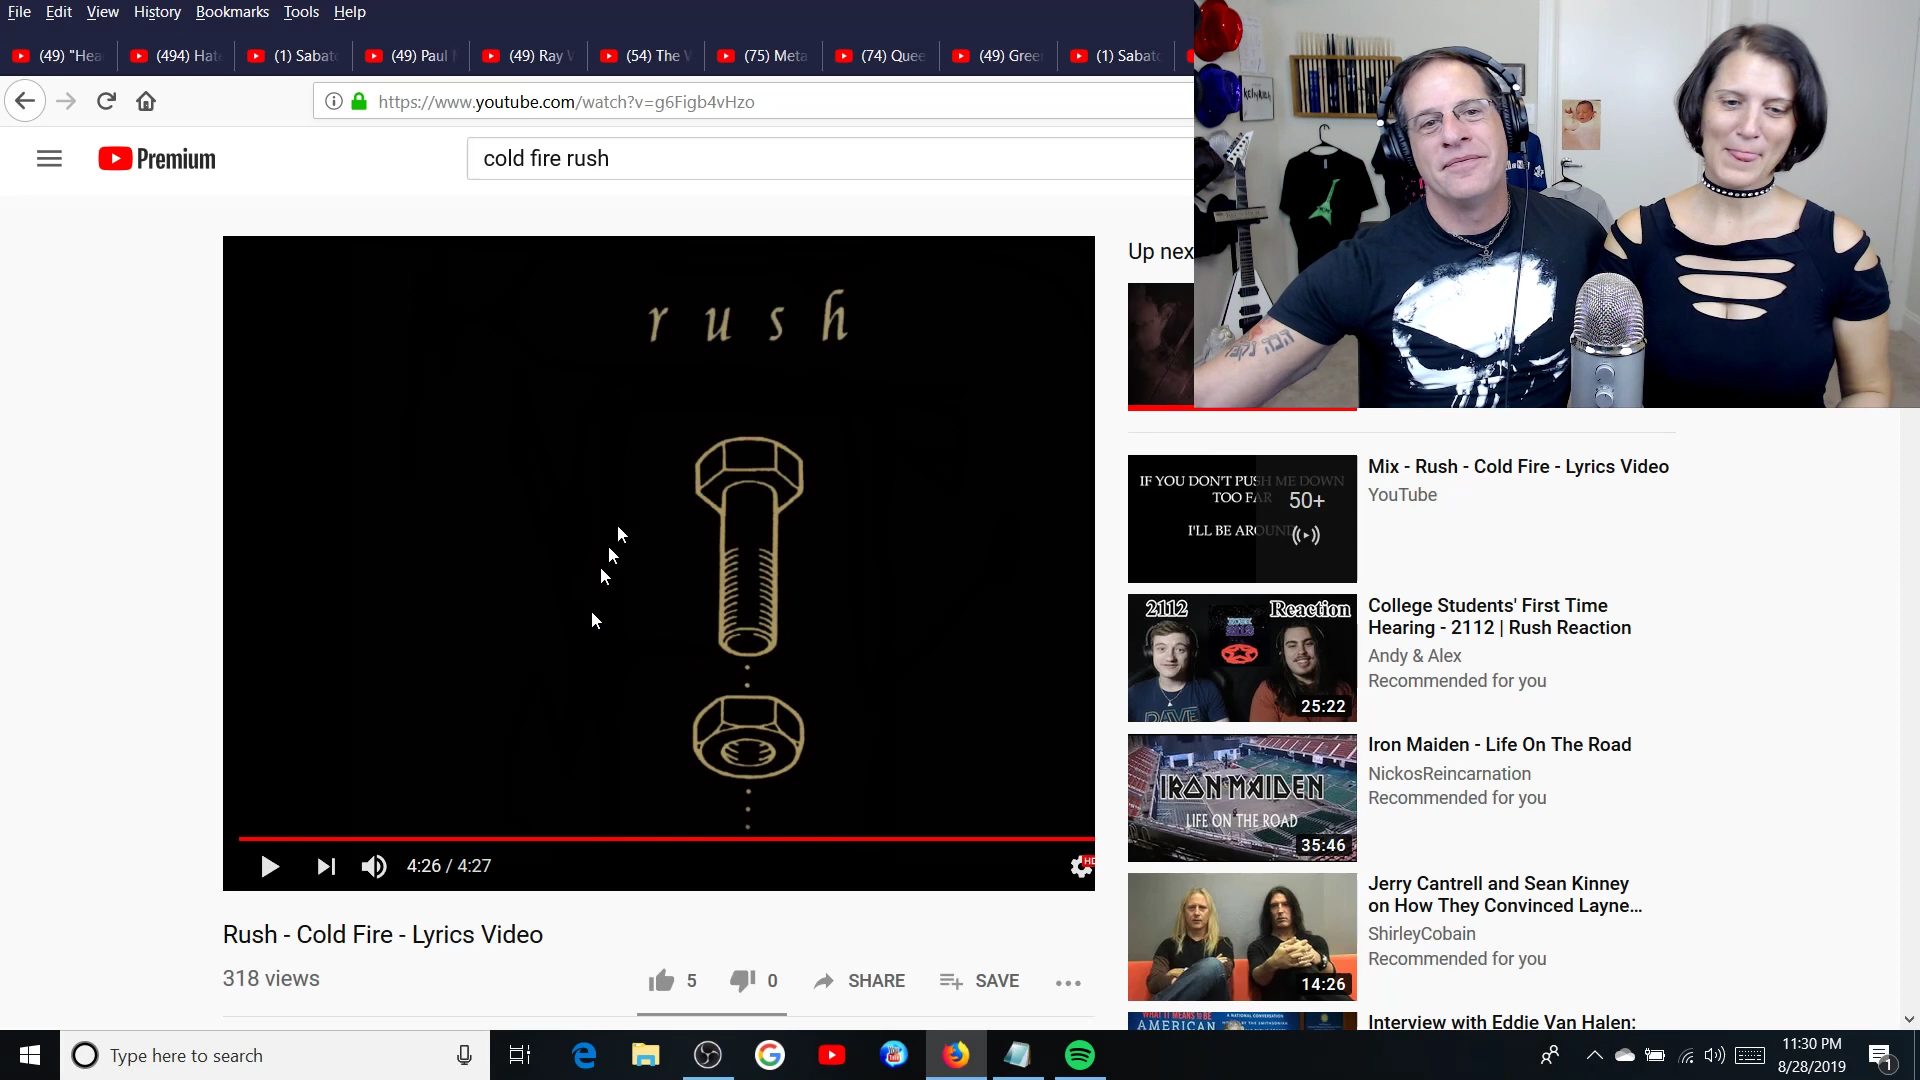 File Edit View History Bookmarks Tools Help
(49) "Hea
(494) Hat
(1) Sabat
(49) Paul
(49) Ray
(54) The
(75) Meta
(74) Quee
(49) Gree
(1) Sabat
https://www.youtube.com/watch?v=g6Figb4vHzo
Premium
cold fire rush
rush
Up nex
4:26 / 4:27
HD
Rush - Cold Fire - Lyrics Video
318 views
5
0
SHARE
SAVE
IF YOU DON'T PUSH ME DOWN
TOO FAR
I'LL BE AROUND
50+
Mix - Rush - Cold Fire - Lyrics Video
YouTube
2112 Reaction
25:22
College Students' First Time
Hearing - 2112 | Rush Reaction
Andy & Alex
Recommended for you
IRON MAIDEN
LIFE ON THE ROAD
35:46
Iron Maiden - Life On The Road
NickosReincarnation
Recommended for you
14:26
Jerry Cantrell and Sean Kinney
on How They Convinced Layne...
ShirleyCobain
Recommended for you
WHAT IT MEANS TO BE
AMERICAN
Interview with Eddie Van Halen:
Type here to search
11:30 PM
8/28/2019
1